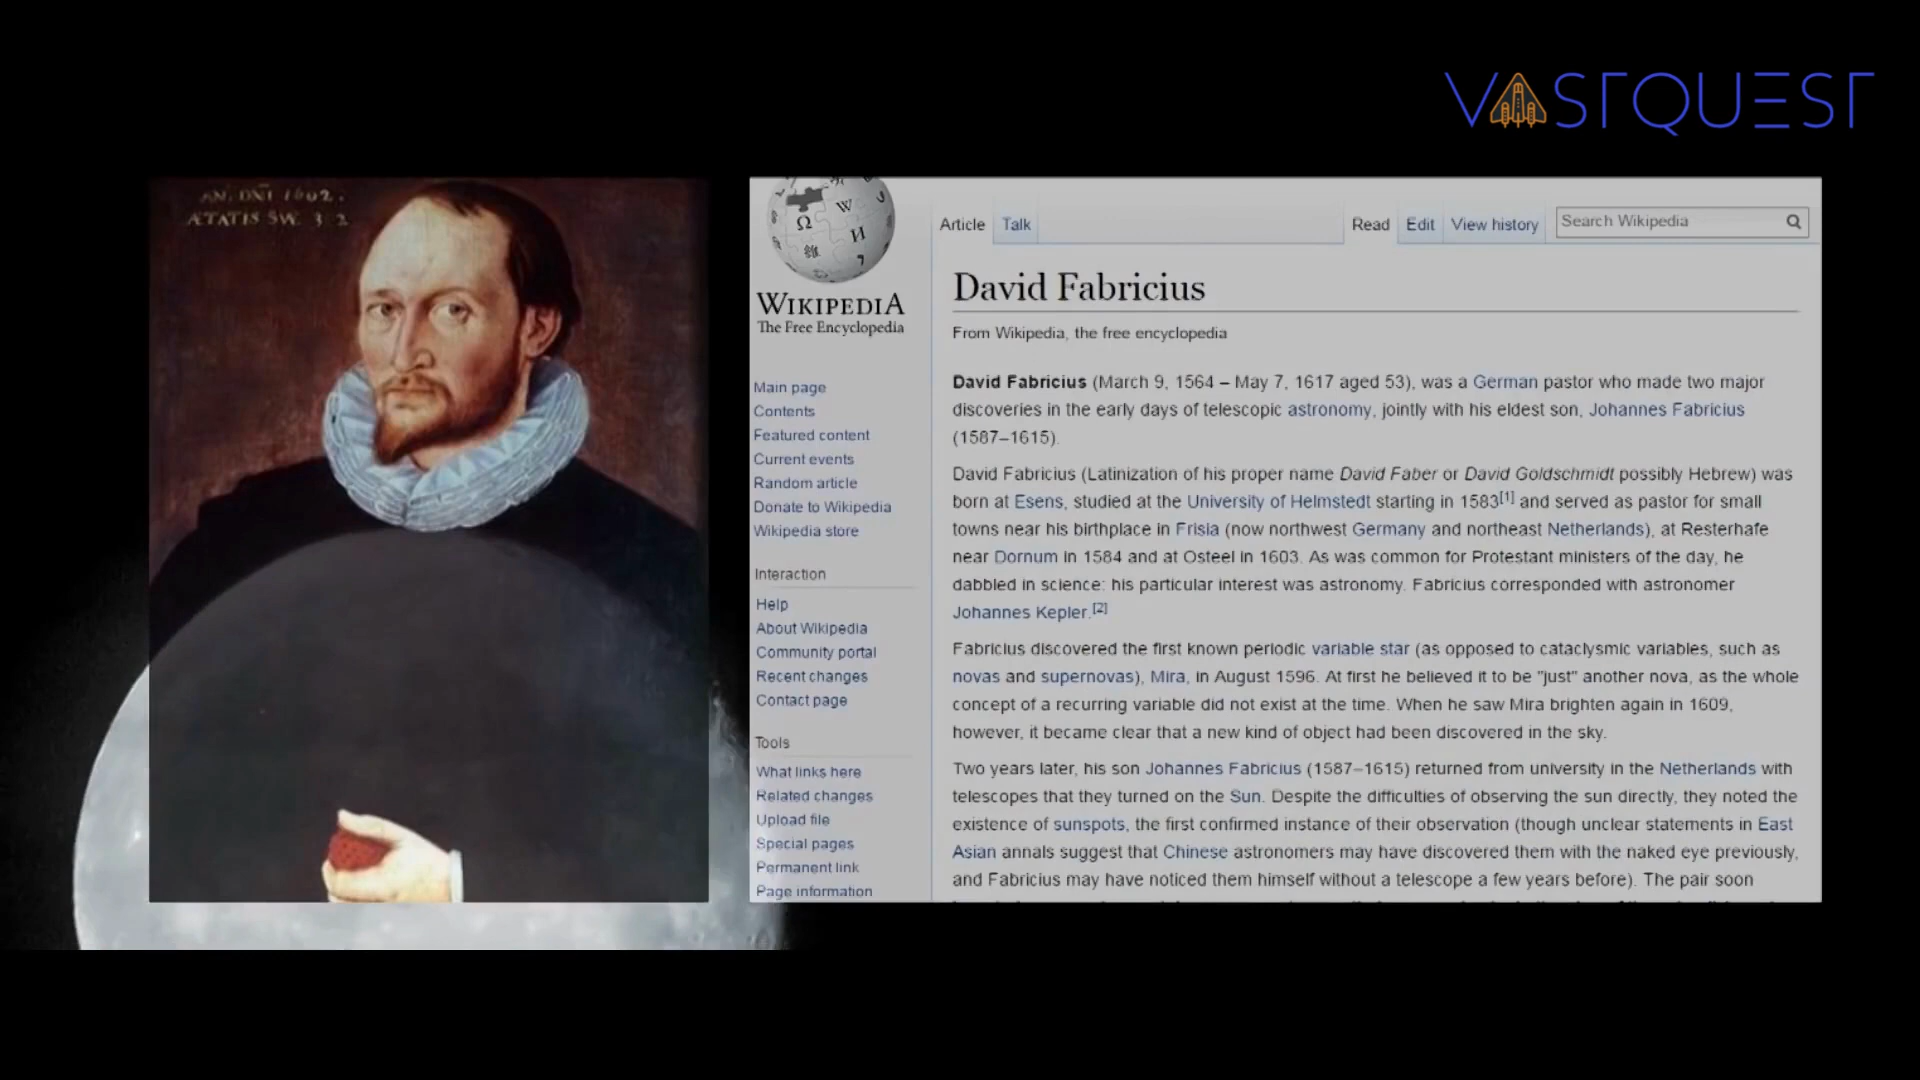 VASTQUEST
AN. DNI 1602.
ÆTATIS SVÆ 3 2
WIKIPEDIA
The Free Encyclopedia
Main page
Contents
Featured content
Current events
Random article
Donate to Wikipedia
Wikipedia store
Interaction
Help
About Wikipedia
Community portal
Recent changes
Contact page
Tools
What links here
Related changes
Upload file
Special pages
Permanent link
Page information
Article Talk Read Edit View history Search Wikipedia
David Fabricius
From Wikipedia, the free encyclopedia
David Fabricius (March 9, 1564 – May 7, 1617 aged 53), was a German pastor who made two major
discoveries in the early days of telescopic astronomy, jointly with his eldest son, Johannes Fabricius
(1587–1615).
David Fabricius (Latinization of his proper name David Faber or David Goldschmidt possibly Hebrew) was
born at Esens, studied at the University of Helmstedt starting in 1583[1] and served as pastor for small
towns near his birthplace in Frisia (now northwest Germany and northeast Netherlands), at Resterhafe
near Dornum in 1584 and at Osteel in 1603. As was common for Protestant ministers of the day, he
dabbled in science: his particular interest was astronomy. Fabricius corresponded with astronomer
Johannes Kepler.[2]
Fabricius discovered the first known periodic variable star (as opposed to cataclysmic variables, such as
novas and supernovas), Mira, in August 1596. At first he believed it to be "just" another nova, as the whole
concept of a recurring variable did not exist at the time. When he saw Mira brighten again in 1609,
however, it became clear that a new kind of object had been discovered in the sky.
Two years later, his son Johannes Fabricius (1587–1615) returned from university in the Netherlands with
telescopes that they turned on the Sun. Despite the difficulties of observing the sun directly, they noted the
existence of sunspots, the first confirmed instance of their observation (though unclear statements in East
Asian annals suggest that Chinese astronomers may have discovered them with the naked eye previously,
and Fabricius may have noticed them himself without a telescope a few years before). The pair soon